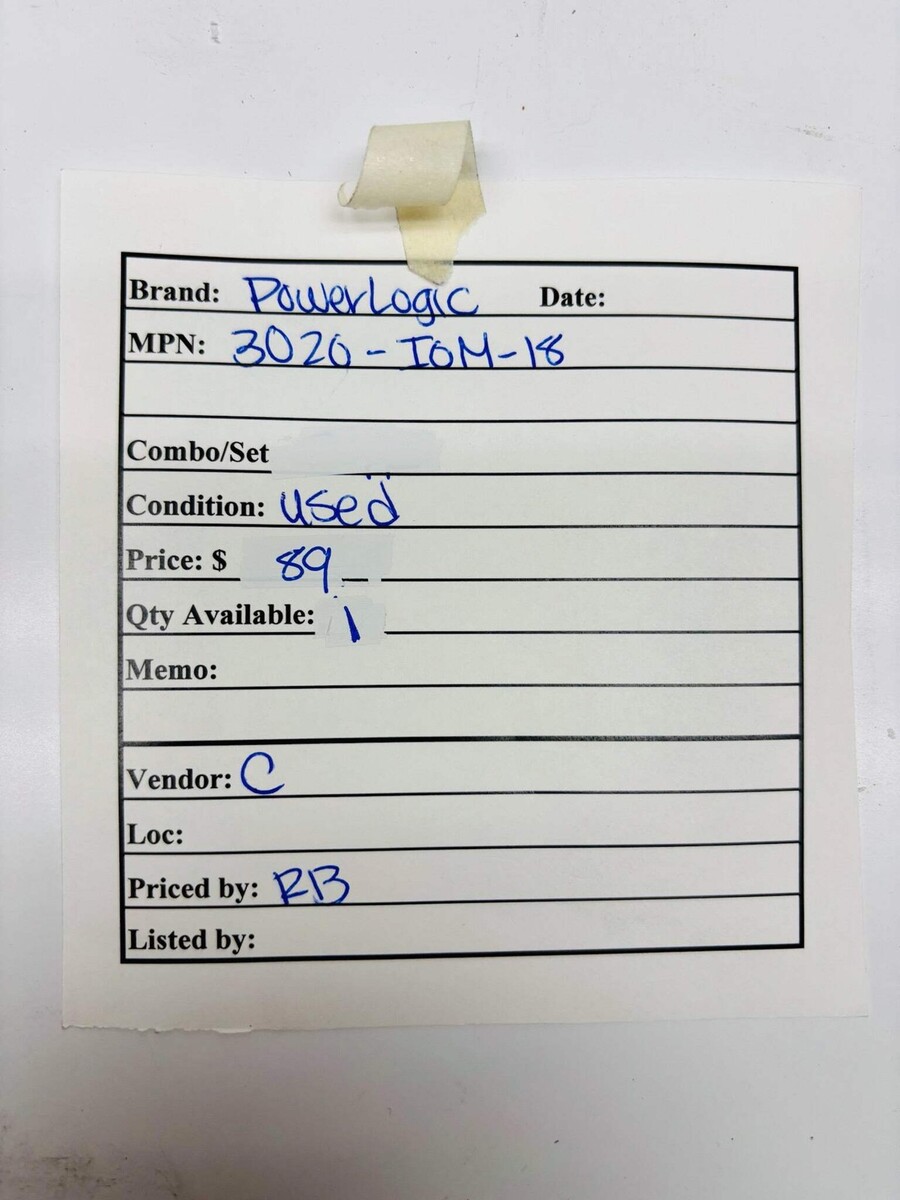 Brand: PowerLogic Date:
MPN: 3020-IOM-18
Combo/Set
Condition: used
Price: $ 89
Qty Available: 1
Memo:
Vendor: C
Loc:
Priced by: RB
Listed by: